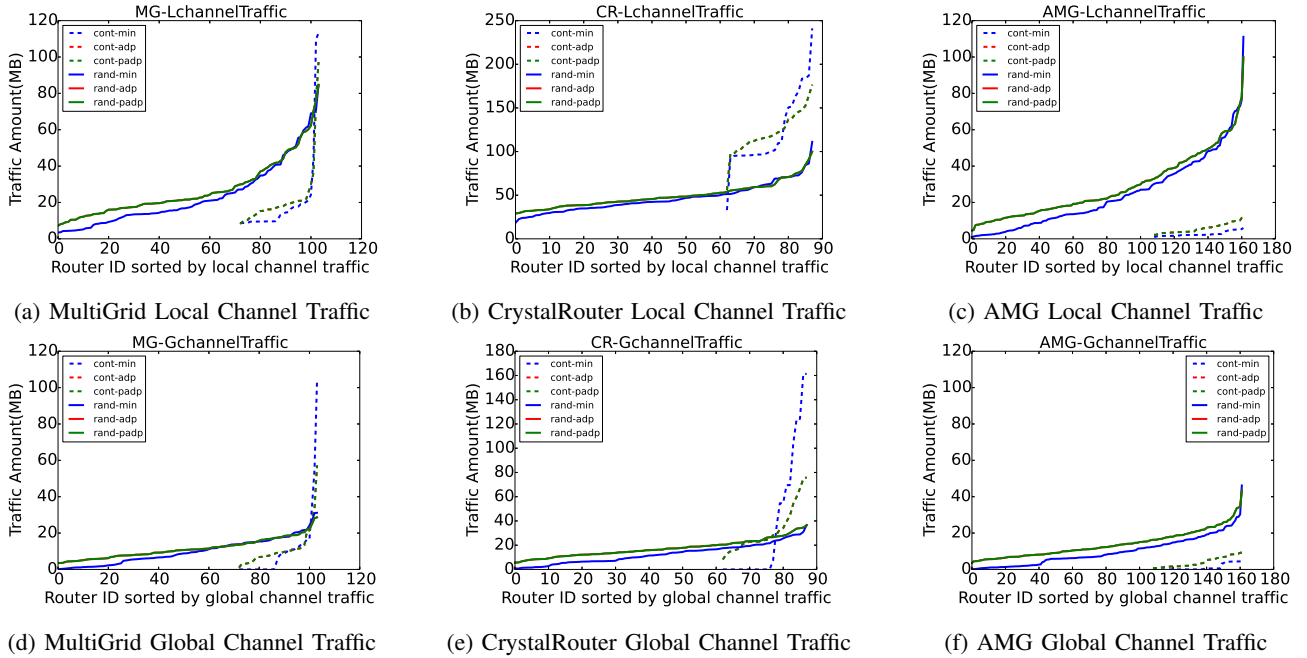 MG-LchannelTraffic
120
100
80
60
40
20
0
Traffic Amount(MB)
cont-min
cont-adp
cont-padp
rand-min
rand-adp
rand-padp
0 20 40 60 80 100 120
Router ID sorted by local channel traffic
(a) MultiGrid Local Channel Traffic
CR-LchannelTraffic
250
200
150
100
50
0
Traffic Amount(MB)
cont-min
cont-adp
cont-padp
rand-min
rand-adp
rand-padp
0 10 20 30 40 50 60 70 80 90
Router ID sorted by local channel traffic
(b) CrystalRouter Local Channel Traffic
AMG-LchannelTraffic
120
100
80
60
40
20
0
Traffic Amount(MB)
cont-min
cont-adp
cont-padp
rand-min
rand-adp
rand-padp
0 20 40 60 80 100 120 140 160 180
Router ID sorted by local channel traffic
(c) AMG Local Channel Traffic
MG-GchannelTraffic
120
100
80
60
40
20
0
Traffic Amount(MB)
cont-min
cont-adp
cont-padp
rand-min
rand-adp
rand-padp
0 20 40 60 80 100 120
Router ID sorted by global channel traffic
(d) MultiGrid Global Channel Traffic
CR-GchannelTraffic
180
160
140
120
100
80
60
40
20
0
Traffic Amount(MB)
cont-min
cont-adp
cont-padp
rand-min
rand-adp
rand-padp
0 10 20 30 40 50 60 70 80 90
Router ID sorted by global channel traffic
(e) CrystalRouter Global Channel Traffic
AMG-GchannelTraffic
120
100
80
60
40
20
0
Traffic Amount(MB)
cont-min
cont-adp
cont-padp
rand-min
rand-adp
rand-padp
0 20 40 60 80 100 120 140 160 180
Router ID sorted by global channel traffic
(f) AMG Global Channel Traffic